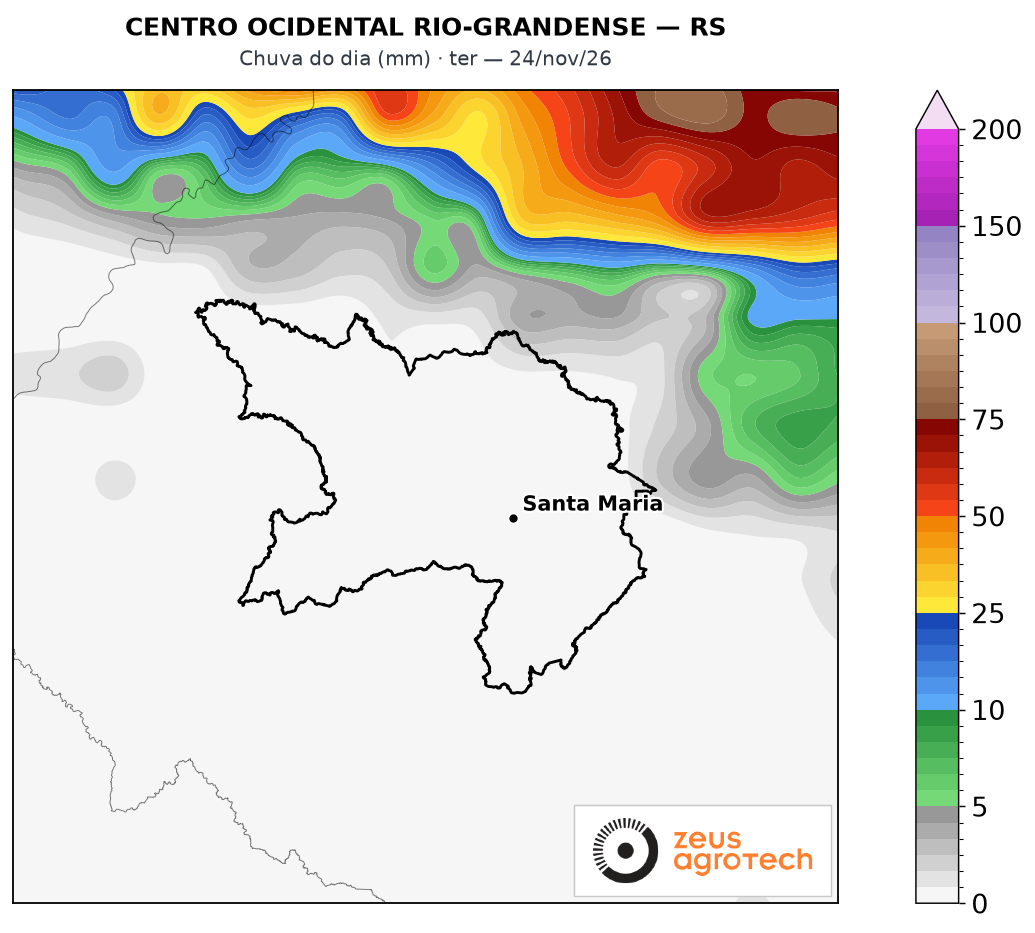 CENTRO OCIDENTAL RIO-GRANDENSE — RS
Chuva do dia (mm) · ter — 24/nov/26
200
150
100
75
50
25
10
5
0
Santa Maria
zeus
agrotech